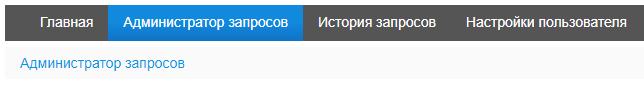 Главная Администратор запросов История запросов Настройки пользователя
Администратор запросов